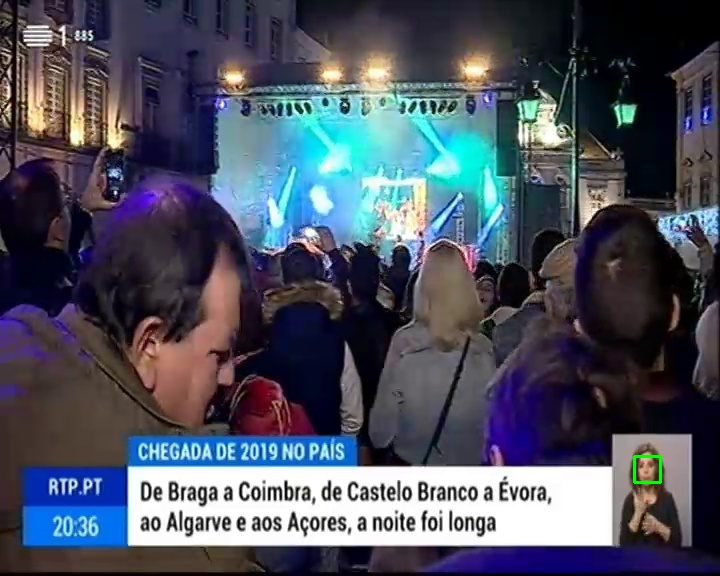 1 885
CHEGADA DE 2019 NO PAÍS
RTP.PT
De Braga a Coimbra, de Castelo Branco a Évora,
20:36
ao Algarve e aos Açores, a noite foi longa